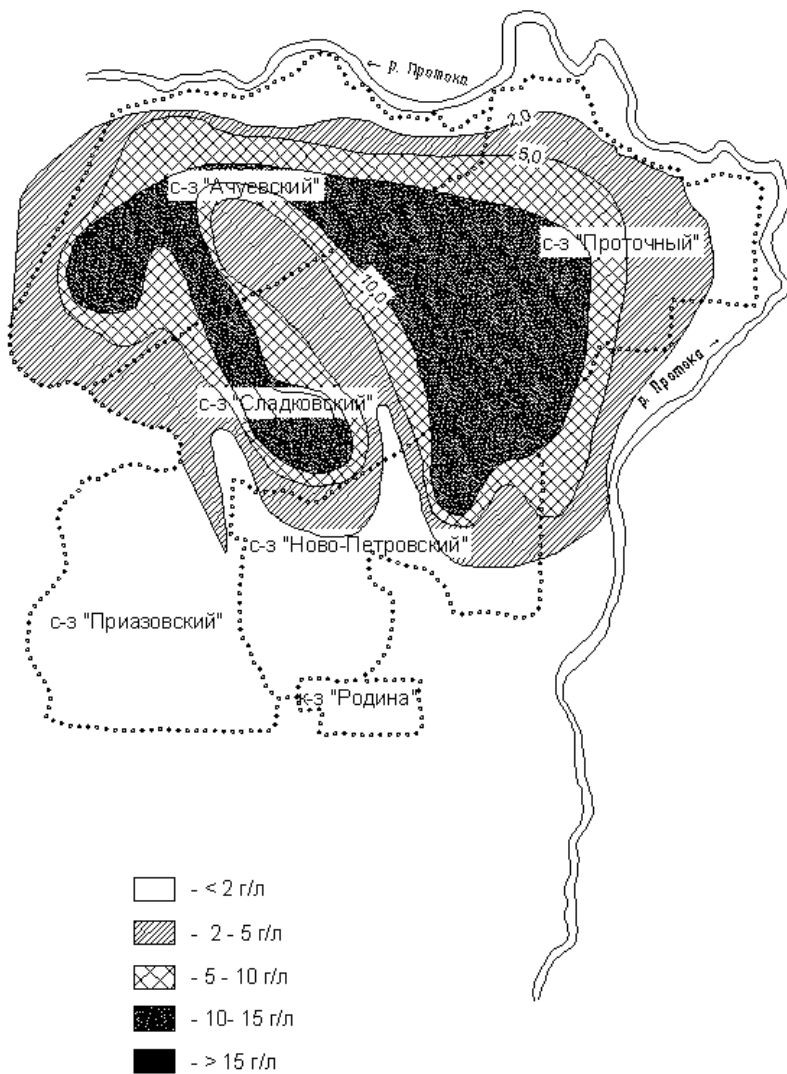 ← р. Протока
2,0
5,0
с-з "Ачуевский"
с-з "Проточный"
10,0
р. Протока →
с-з "Сладковский"
с-з "Ново-Петровский"
с-з "Приазовский"
к-з "Родина"
- < 2 г/л
- 2 - 5 г/л
- 5 - 10 г/л
- 10- 15 г/л
- > 15 г/л